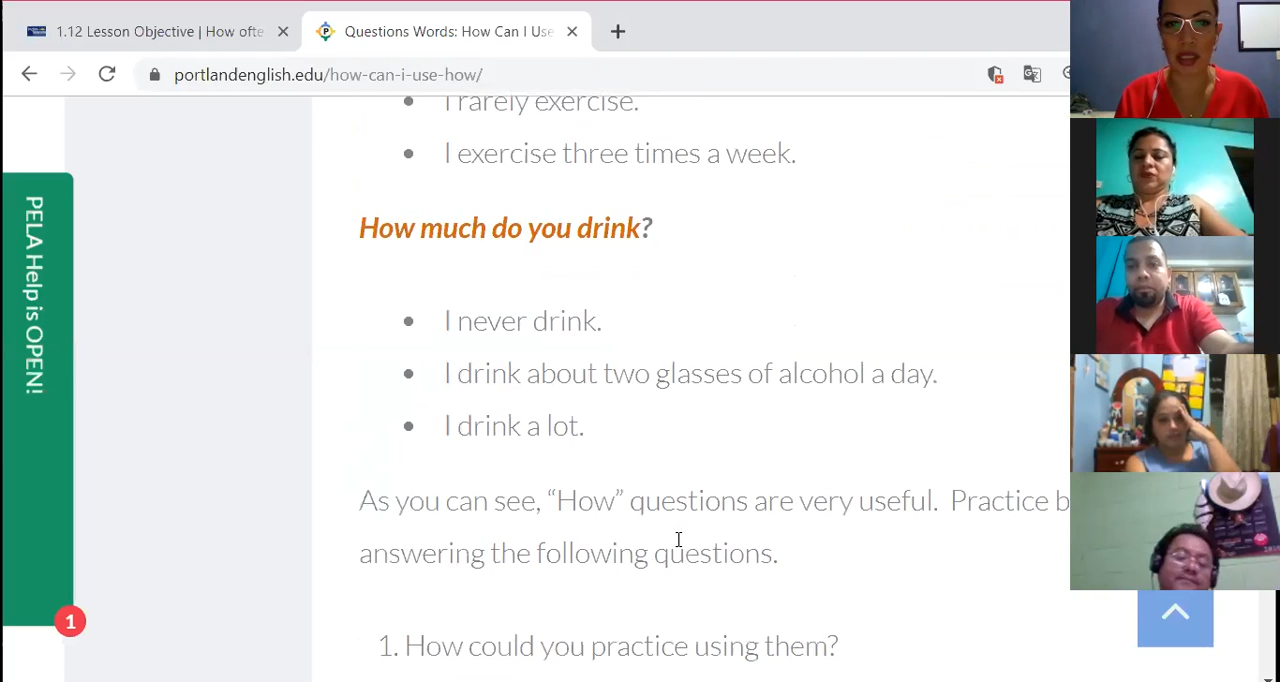 1.12 Lesson Objective | How ofte
Questions Words: How Can I Use
portlandenglish.edu/how-can-i-use-how/
I rarely exercise.
I exercise three times a week.
How much do you drink?
I never drink.
I drink about two glasses of alcohol a day.
I drink a lot.
As you can see, “How” questions are very useful. Practice b
answering the following questions.
1. How could you practice using them?
PELA Help is OPEN!
1